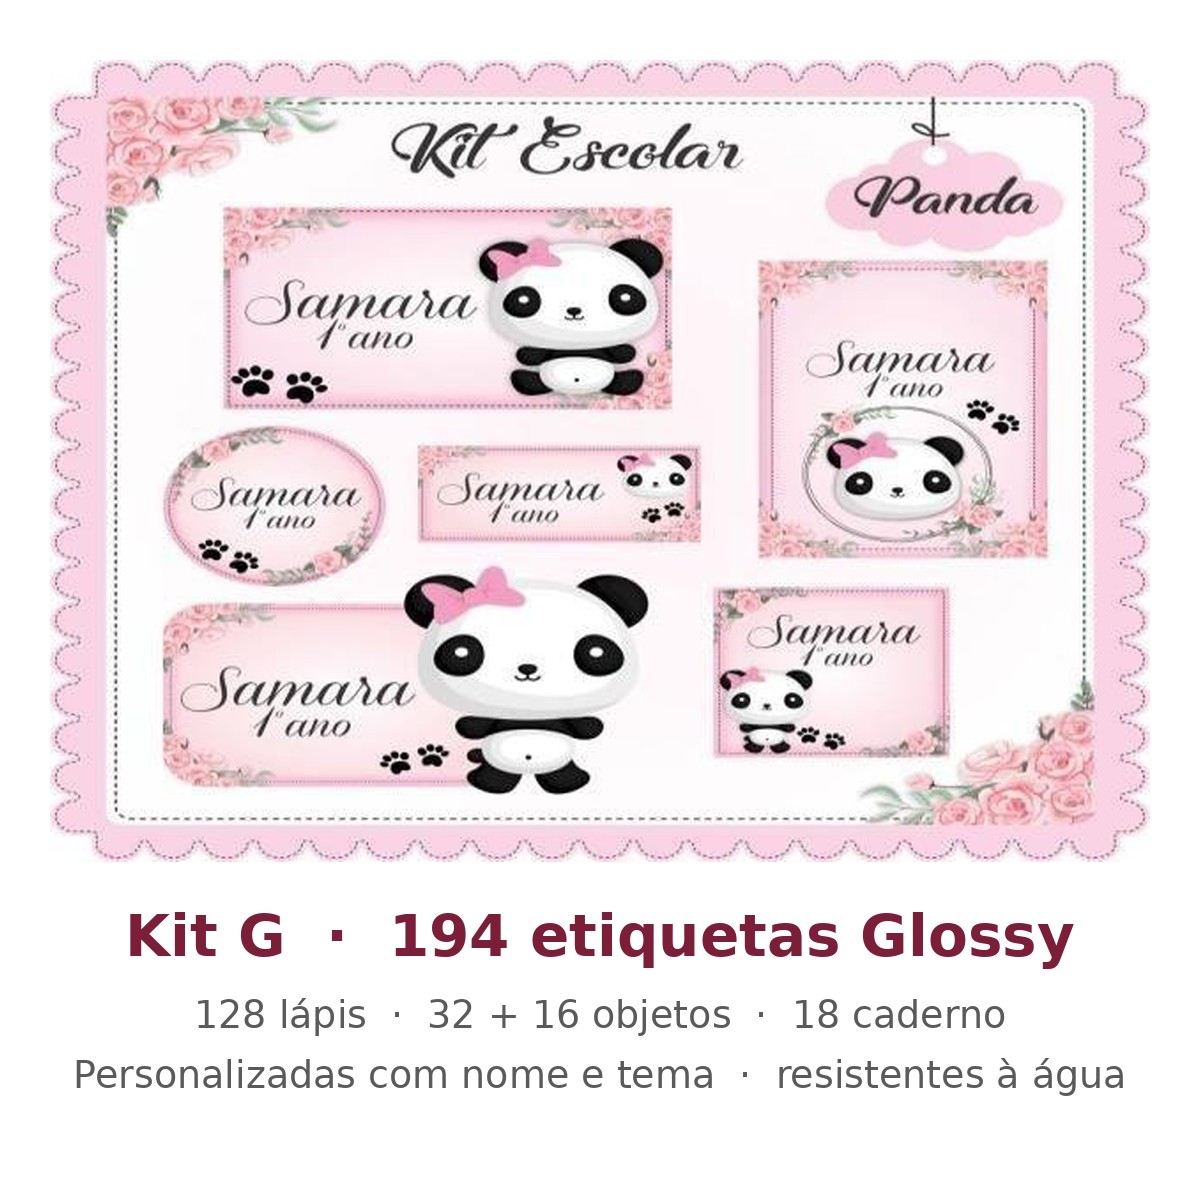 Kit Escolar
Panda
Samara
1º ano
Samara
1º ano
Samara
1º ano
Samara
1º ano
Samara
1º ano
Samara
1º ano
Kit G · 194 etiquetas Glossy
128 lápis · 32 + 16 objetos · 18 caderno
Personalizadas com nome e tema · resistentes à água